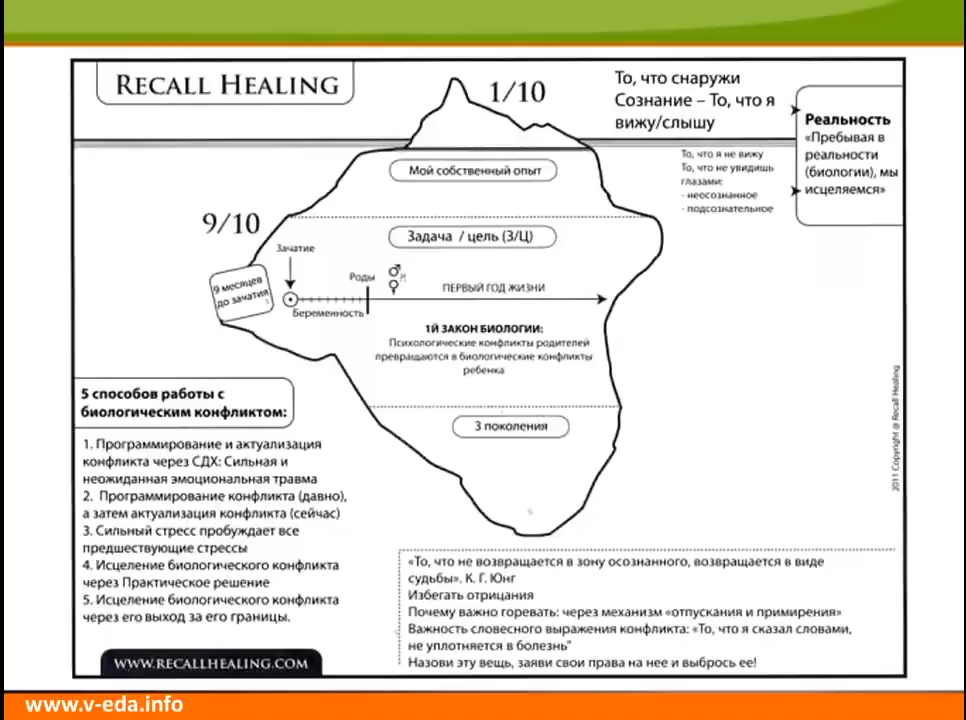 RECALL HEALING
1/10
То, что снаружи
Сознание – То, что я
вижу/слышу
Реальность
«Пребывая в
реальности
(биологии), мы
исцеляемся»
То, что я не вижу
То, что не увидишь
глазами:
- неосознанное
- подсознательное
Мой собственный опыт
9/10
Задача / цель (З/Ц)
Зачатие
9 месяцев
до зачатия
Роды
ПЕРВЫЙ ГОД ЖИЗНИ
Беременность
1Й ЗАКОН БИОЛОГИИ:
Психологические конфликты родителей
превращаются в биологические конфликты
ребенка
3 поколения
5 способов работы с
биологическим конфликтом:
1. Программирование и актуализация
конфликта через СДХ: Сильная и
неожиданная эмоциональная травма
2. Программирование конфликта (давно),
а затем актуализация конфликта (сейчас)
3. Сильный стресс пробуждает все
предшествующие стрессы
4. Исцеление биологического конфликта
через Практическое решение
5. Исцеление биологического конфликта
через его выход за его границы.
«То, что не возвращается в зону осознанного, возвращается в виде
судьбы». К. Г. Юнг
Избегать отрицания
Почему важно горевать: через механизм «отпускания и примирения»
Важность словесного выражения конфликта: «То, что я сказал словами,
не уплотняется в болезнь"
Назови эту вещь, заяви свои права на нее и выбрось ее!
2011 Copyright @ Recall Healing
WWW.RECALLHEALING.COM
www.v-eda.info